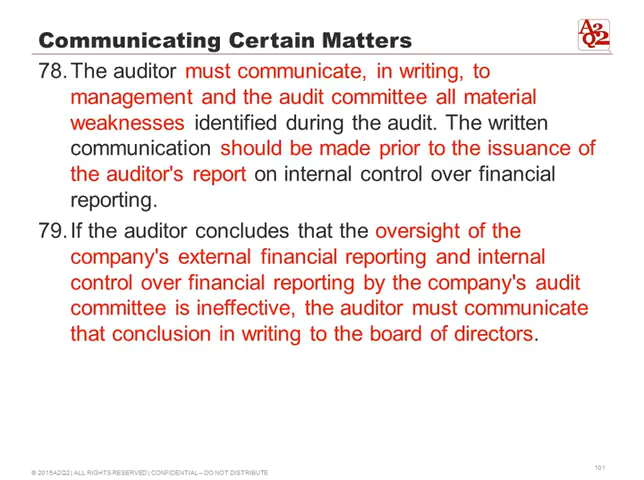 Communicating Certain Matters
A2Q2
78. The auditor must communicate, in writing, to
management and the audit committee all material
weaknesses identified during the audit. The written
communication should be made prior to the issuance of
the auditor's report on internal control over financial
reporting.
79. If the auditor concludes that the oversight of the
company's external financial reporting and internal
control over financial reporting by the company's audit
committee is ineffective, the auditor must communicate
that conclusion in writing to the board of directors.
© 2015A2Q2 | ALL RIGHTS RESERVED | CONFIDENTIAL – DO NOT DISTRIBUTE
101